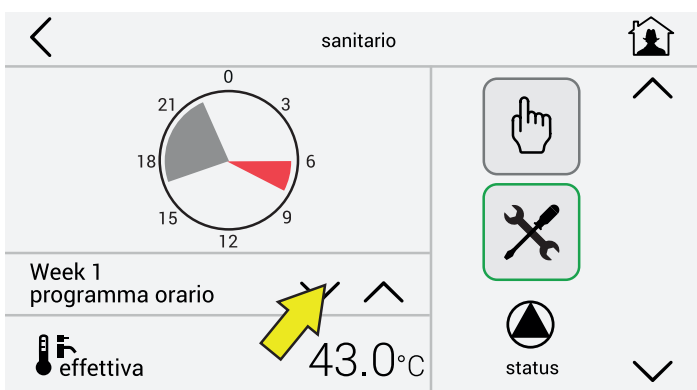 sanitario
0
21
3
18
6
15
9
12
Week 1
programma orario
effettiva
43.0°C
status